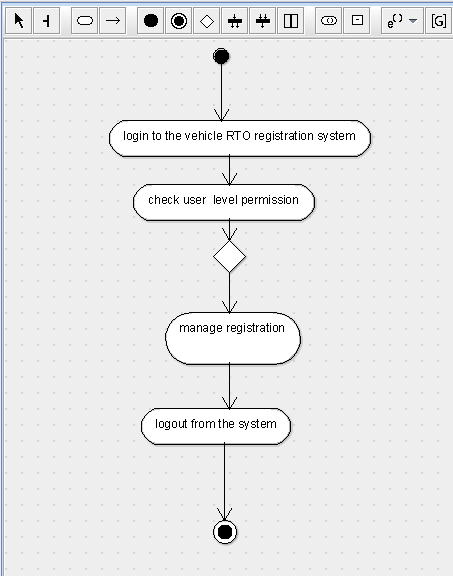 e()
[G]
login to the vehicle RTO registration system
check user level permission
manage registration
logout from the system